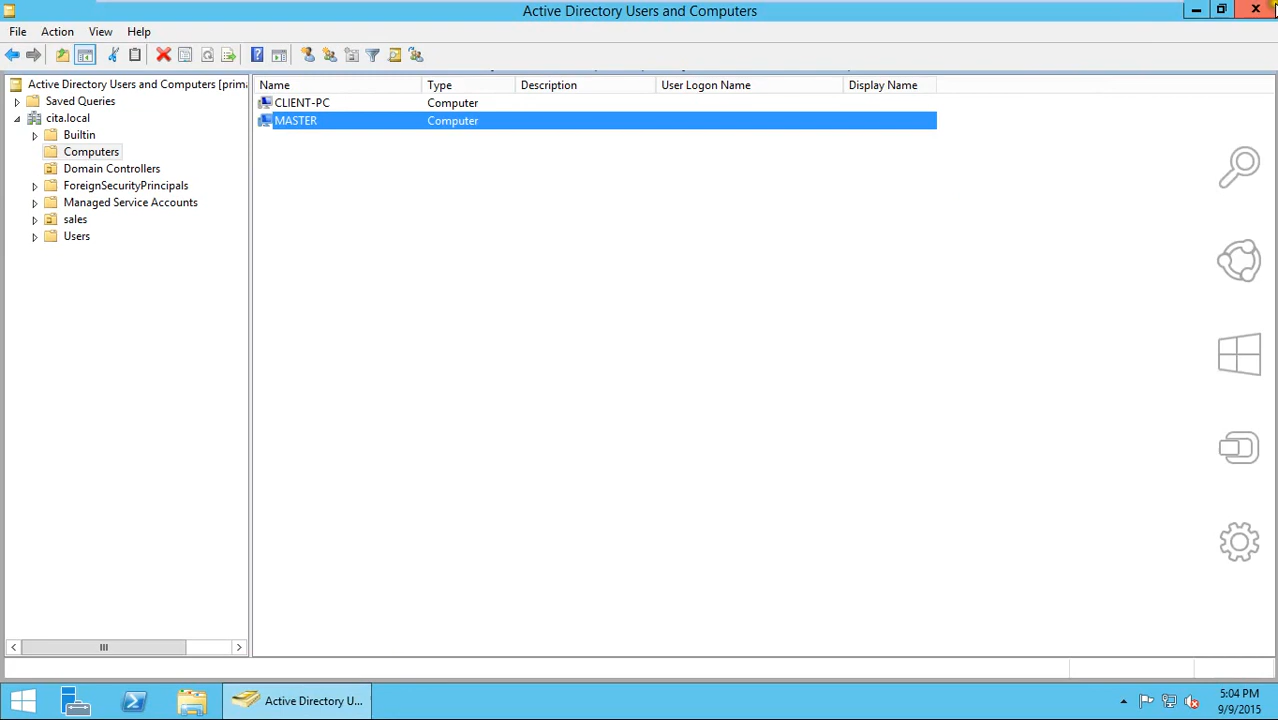 Active Directory Users and Computers
File Action View Help
Active Directory Users and Computers [prima
Saved Queries
cita.local
Builtin
Computers
Domain Controllers
ForeignSecurityPrincipals
Managed Service Accounts
sales
Users
Name Type Description User Logon Name Display Name
CLIENT-PC Computer
MASTER Computer
Active Directory U...
5:04 PM
9/9/2015